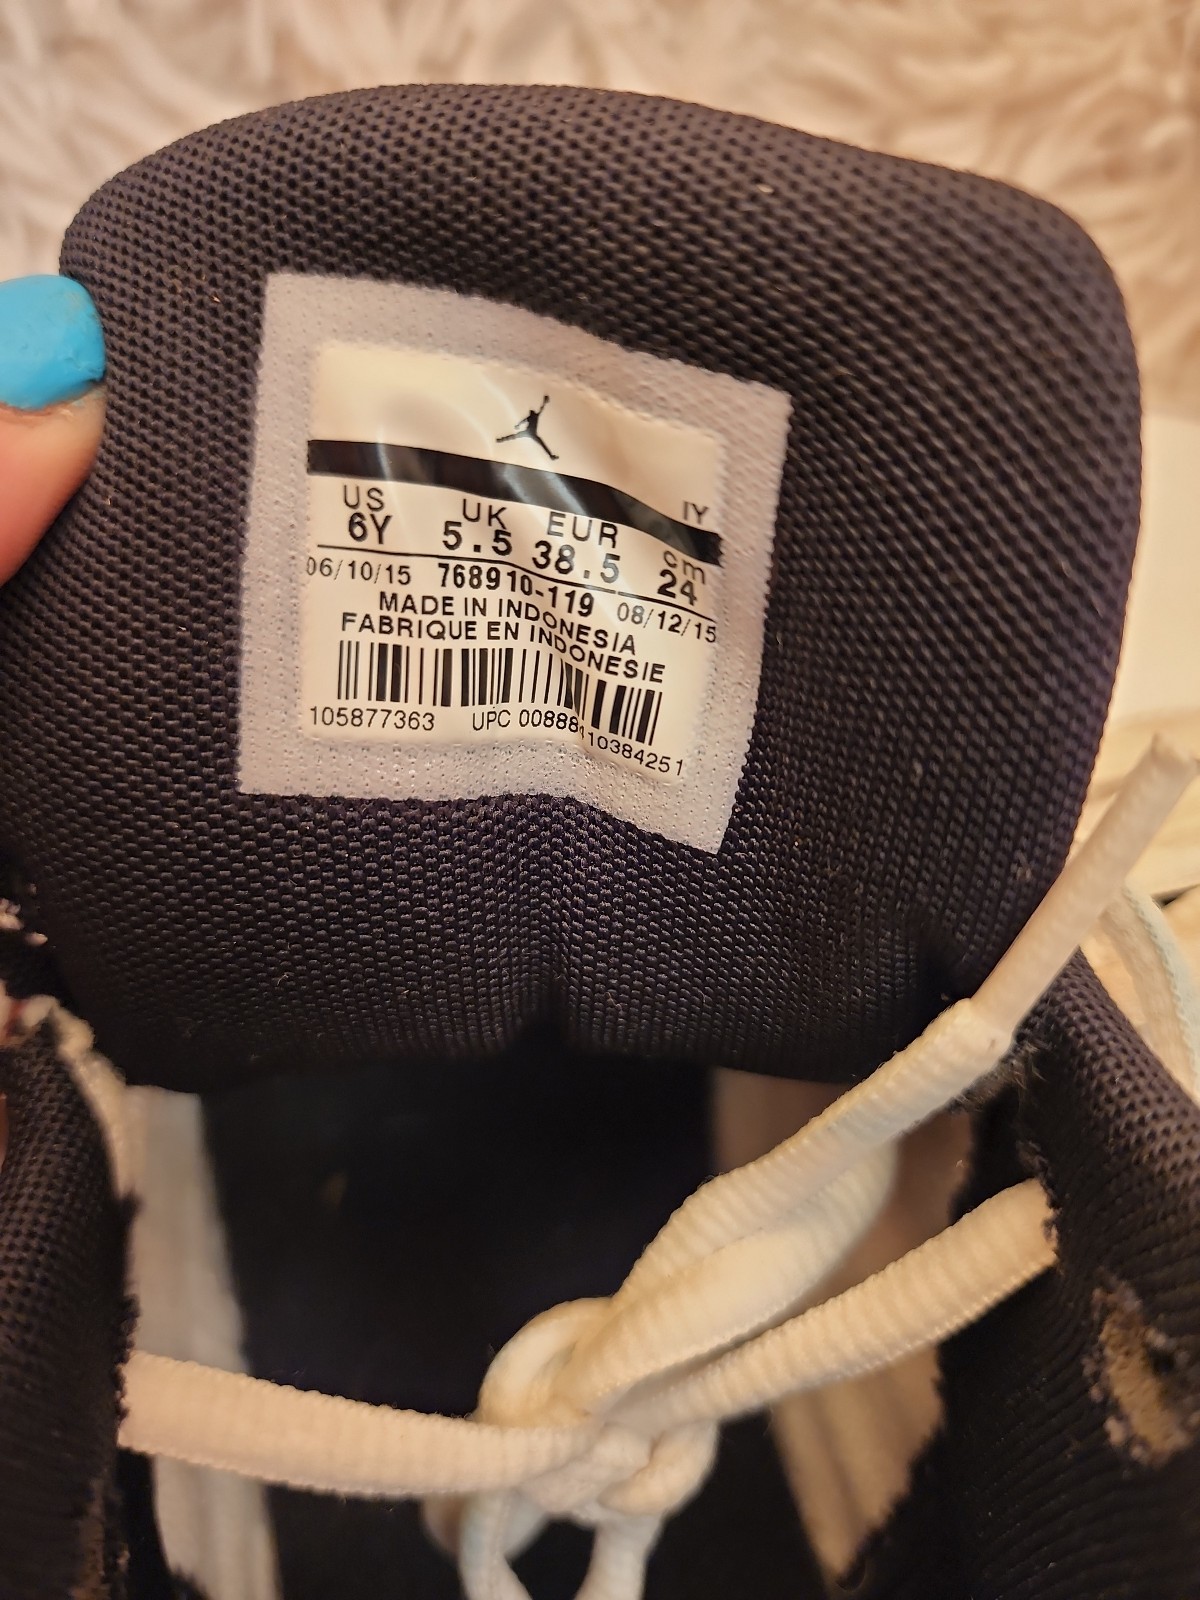 IY
US UK EUR cm
6Y 5.5 38.5 24
06/10/15 768910-119 08/12/15
MADE IN INDONESIA
FABRIQUE EN INDONESIE
105877363 UPC 00888410384251